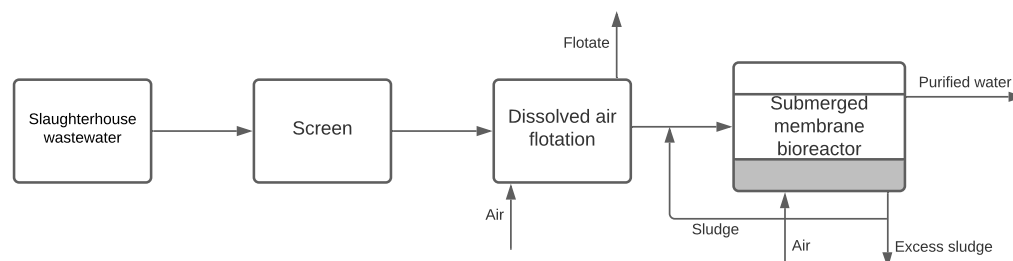 Slaughterhouse
wastewater
Screen
Dissolved air
flotation
Flotate
Air
Submerged
membrane
bioreactor
Purified water
Sludge
Air
Excess sludge